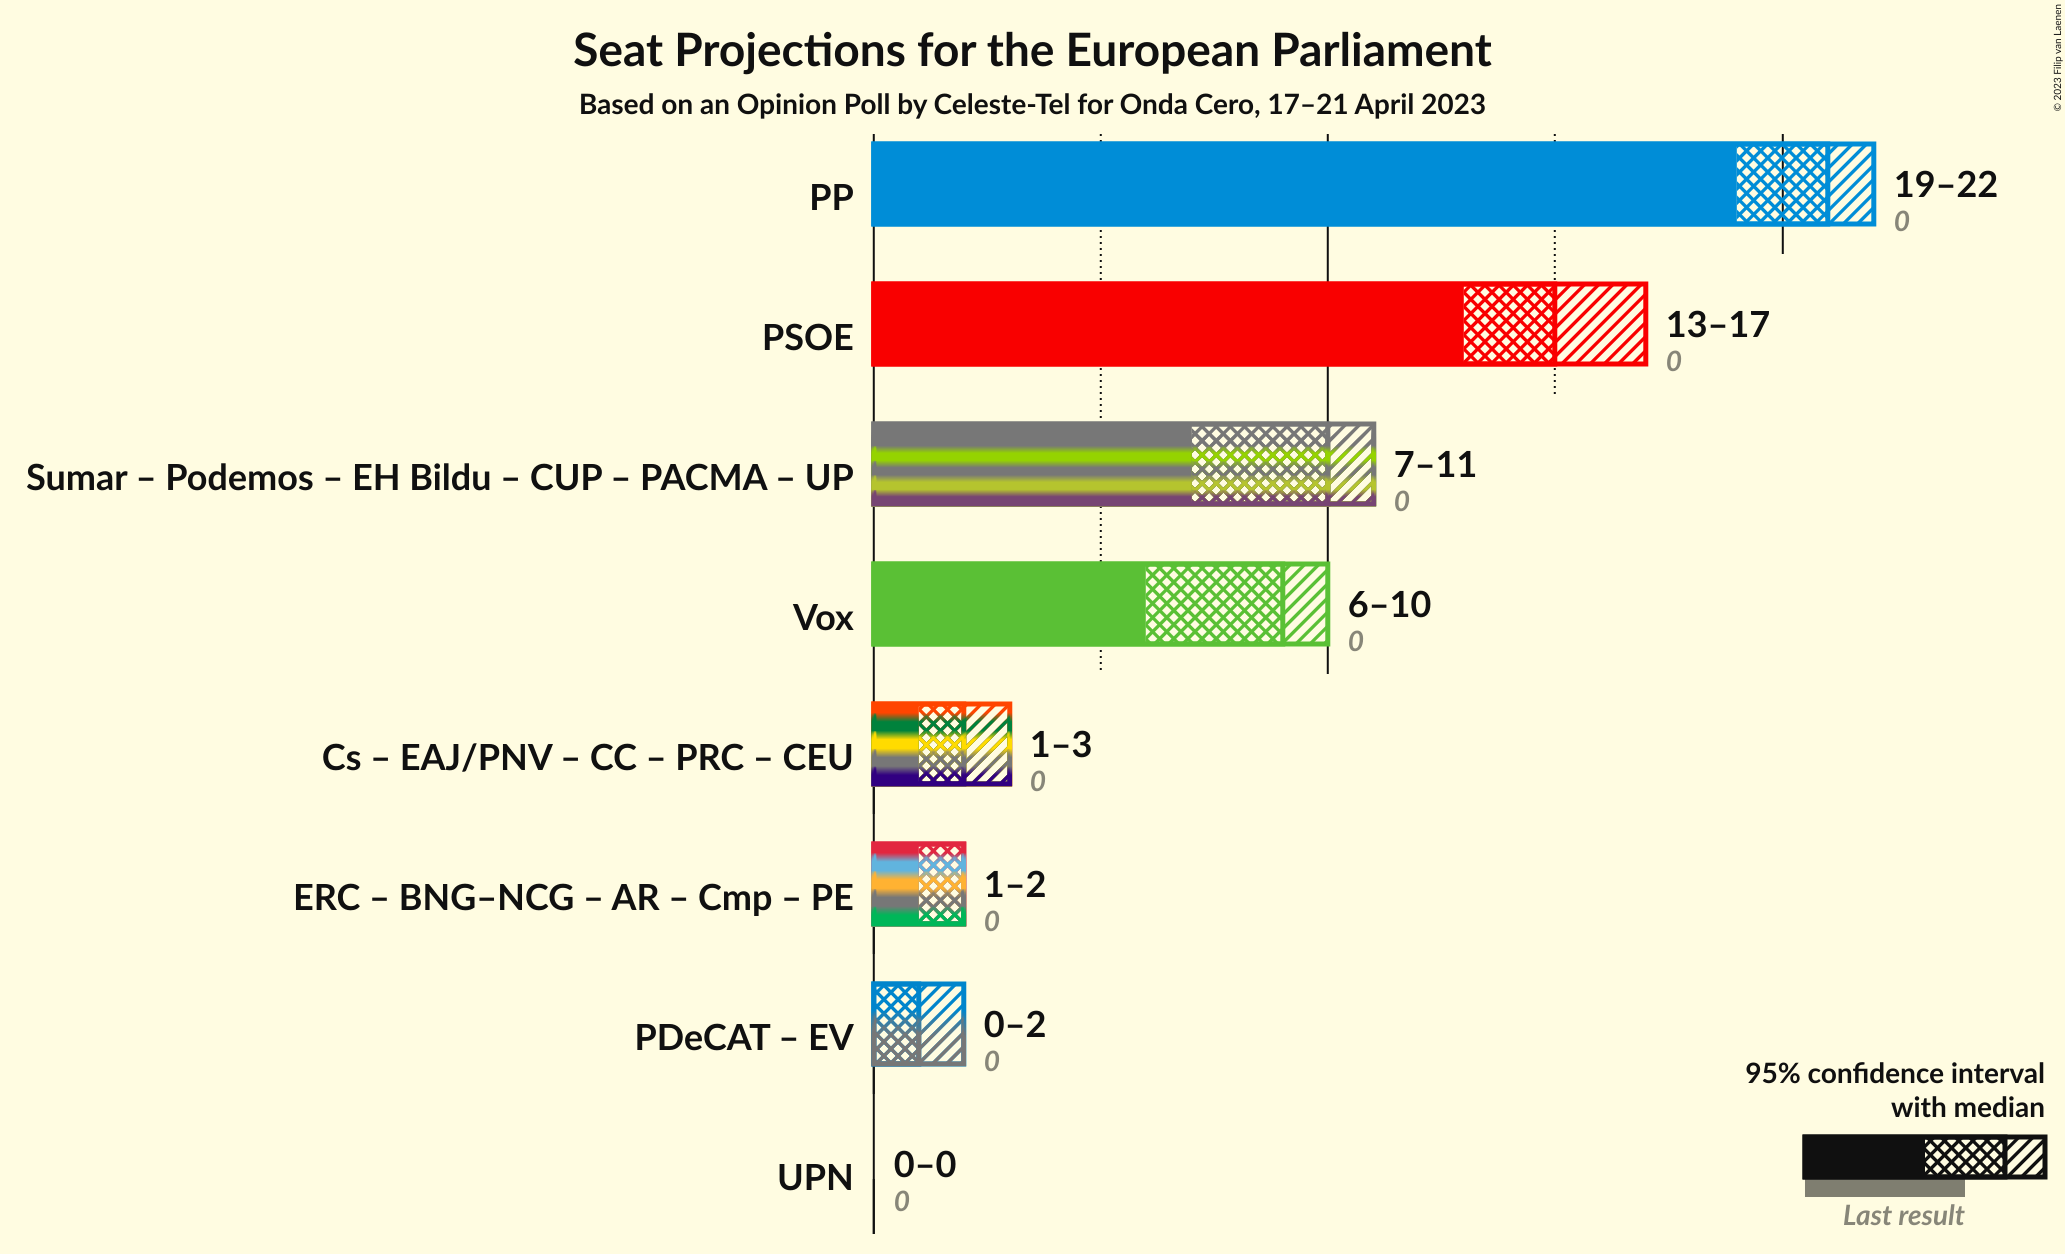 Seat Projections for the European Parliament
Based on an Opinion Poll by Celeste-Tel for Onda Cero, 17–21 April 2023
© 2023 Filip van Laenen
PP
19–22
0
PSOE
13–17
0
Sumar – Podemos – EH Bildu – CUP – PACMA – UP
7–11
0
Vox
6–10
0
Cs – EAJ/PNV – CC – PRC – CEU
1–3
0
ERC – BNG–NCG – AR – Cmp – PE
1–2
0
PDeCAT – EV
0–2
0
UPN
0–0
0
95% confidence interval
with median
Last result